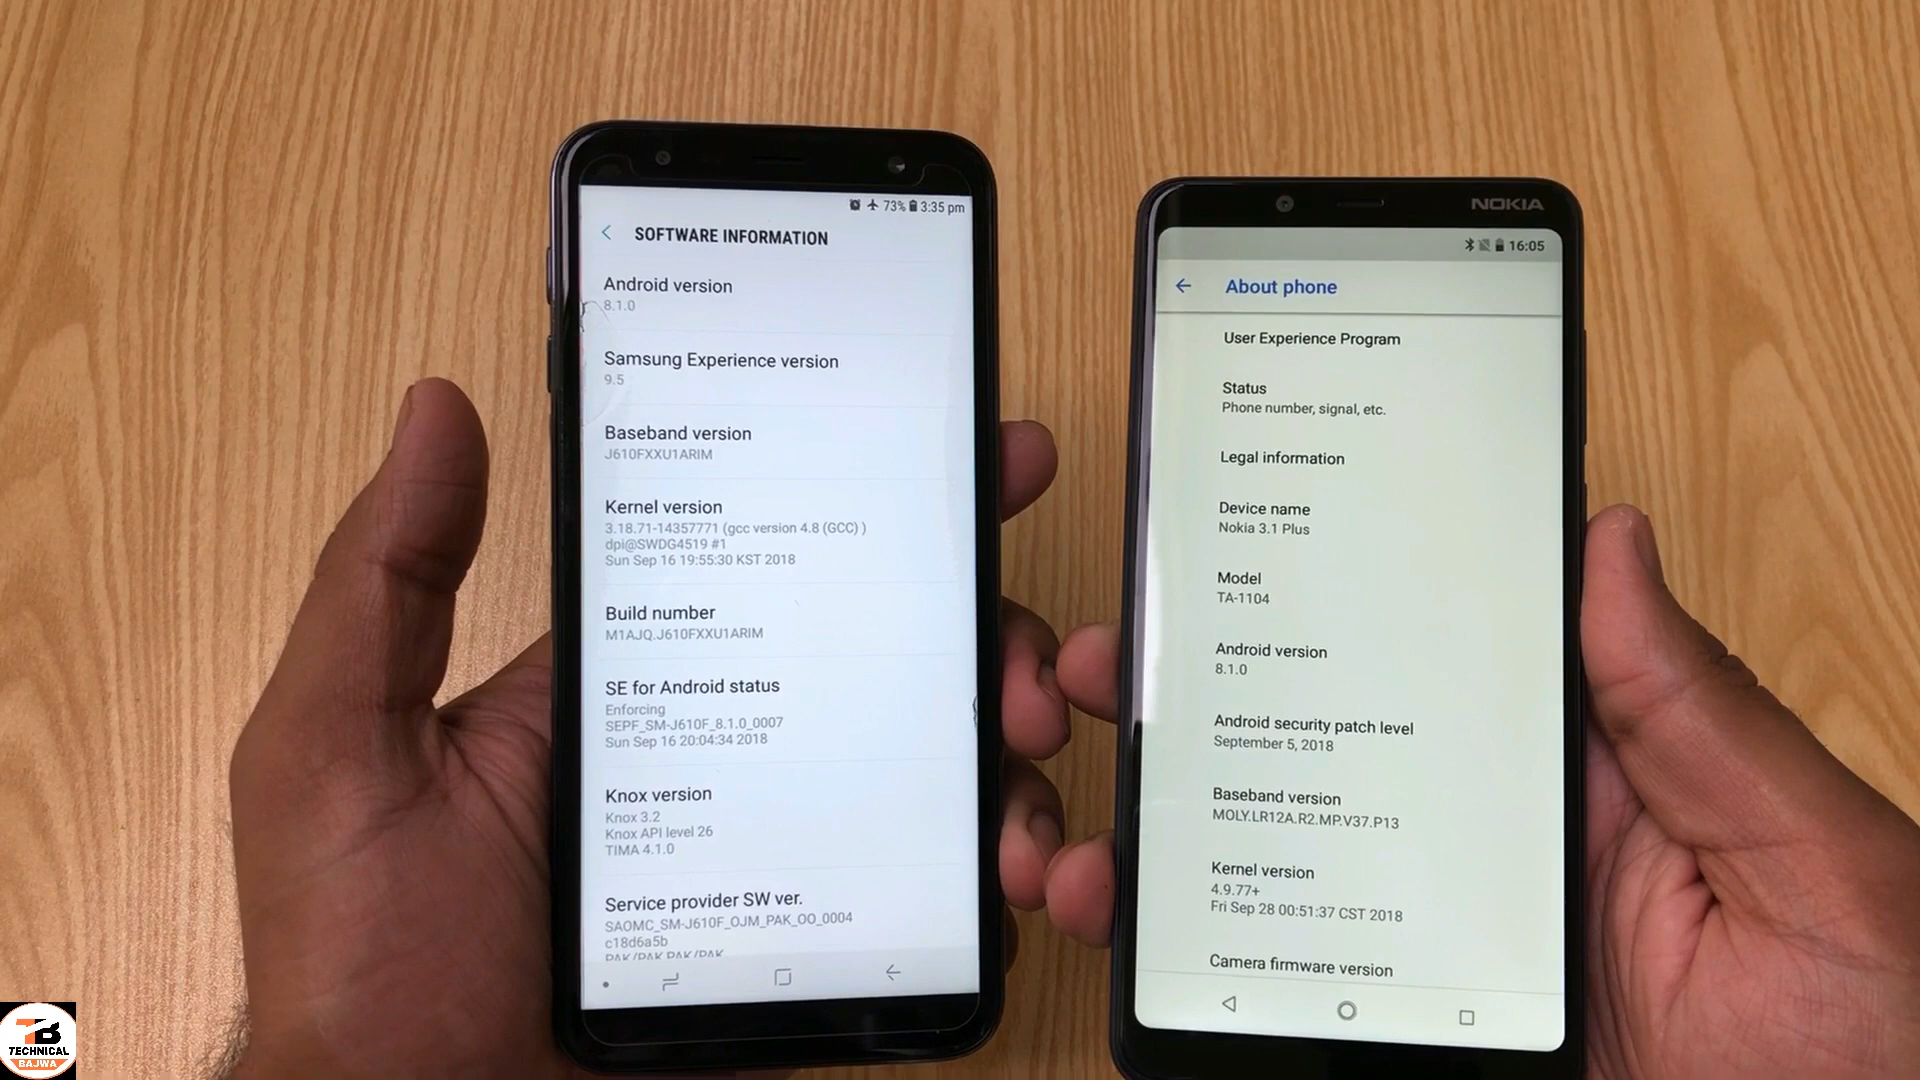 73% 3:35 pm
SOFTWARE INFORMATION
Android version
8.1.0
Samsung Experience version
9.5
Baseband version
J610FXXU1ARIM
Kernel version
3.18.71-14357771 (gcc version 4.8 (GCC) )
dpi@SWDG4519 #1
Sun Sep 16 19:55:30 KST 2018
Build number
M1AJQ.J610FXXU1ARIM
SE for Android status
Enforcing
SEPF_SM-J610F_8.1.0_0007
Sun Sep 16 20:04:34 2018
Knox version
Knox 3.2
Knox API level 26
TIMA 4.1.0
Service provider SW ver.
SAOMC_SM-J610F_OJM_PAK_OO_0004
c18d6a5b
PAK/PAK,PAK/PAK
NOKIA
16:05
About phone
User Experience Program
Status
Phone number, signal, etc.
Legal information
Device name
Nokia 3.1 Plus
Model
TA-1104
Android version
8.1.0
Android security patch level
September 5, 2018
Baseband version
MOLY.LR12A.R2.MP.V37.P13
Kernel version
4.9.77+
Fri Sep 28 00:51:37 CST 2018
Camera firmware version
TB
TECHNICAL
BAJWA